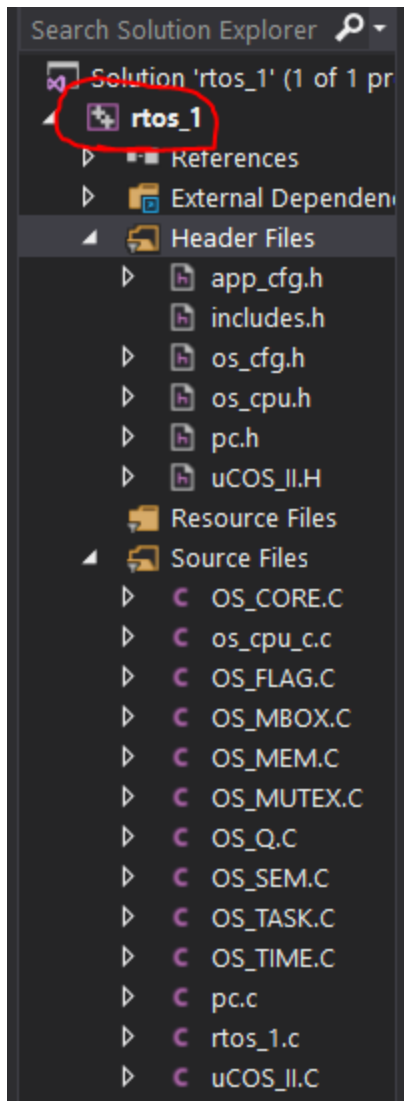 Search Solution Explorer
Solution 'rtos_1' (1 of 1 pr
rtos_1
References
External Dependen
Header Files
app_cfg.h
includes.h
os_cfg.h
os_cpu.h
pc.h
uCOS_II.H
Resource Files
Source Files
OS_CORE.C
os_cpu_c.c
OS_FLAG.C
OS_MBOX.C
OS_MEM.C
OS_MUTEX.C
OS_Q.C
OS_SEM.C
OS_TASK.C
OS_TIME.C
pc.c
rtos_1.c
uCOS_II.C